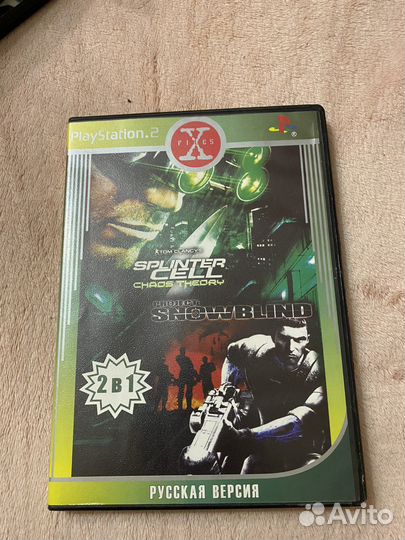 PlayStation.2
X
FILES
®
TOM CLANCY'S
SPLINTER
CELL
CHAOS THEORY
PROJECT:
SNOWBLIND
2 В 1
РУССКАЯ ВЕРСИЯ
Avito